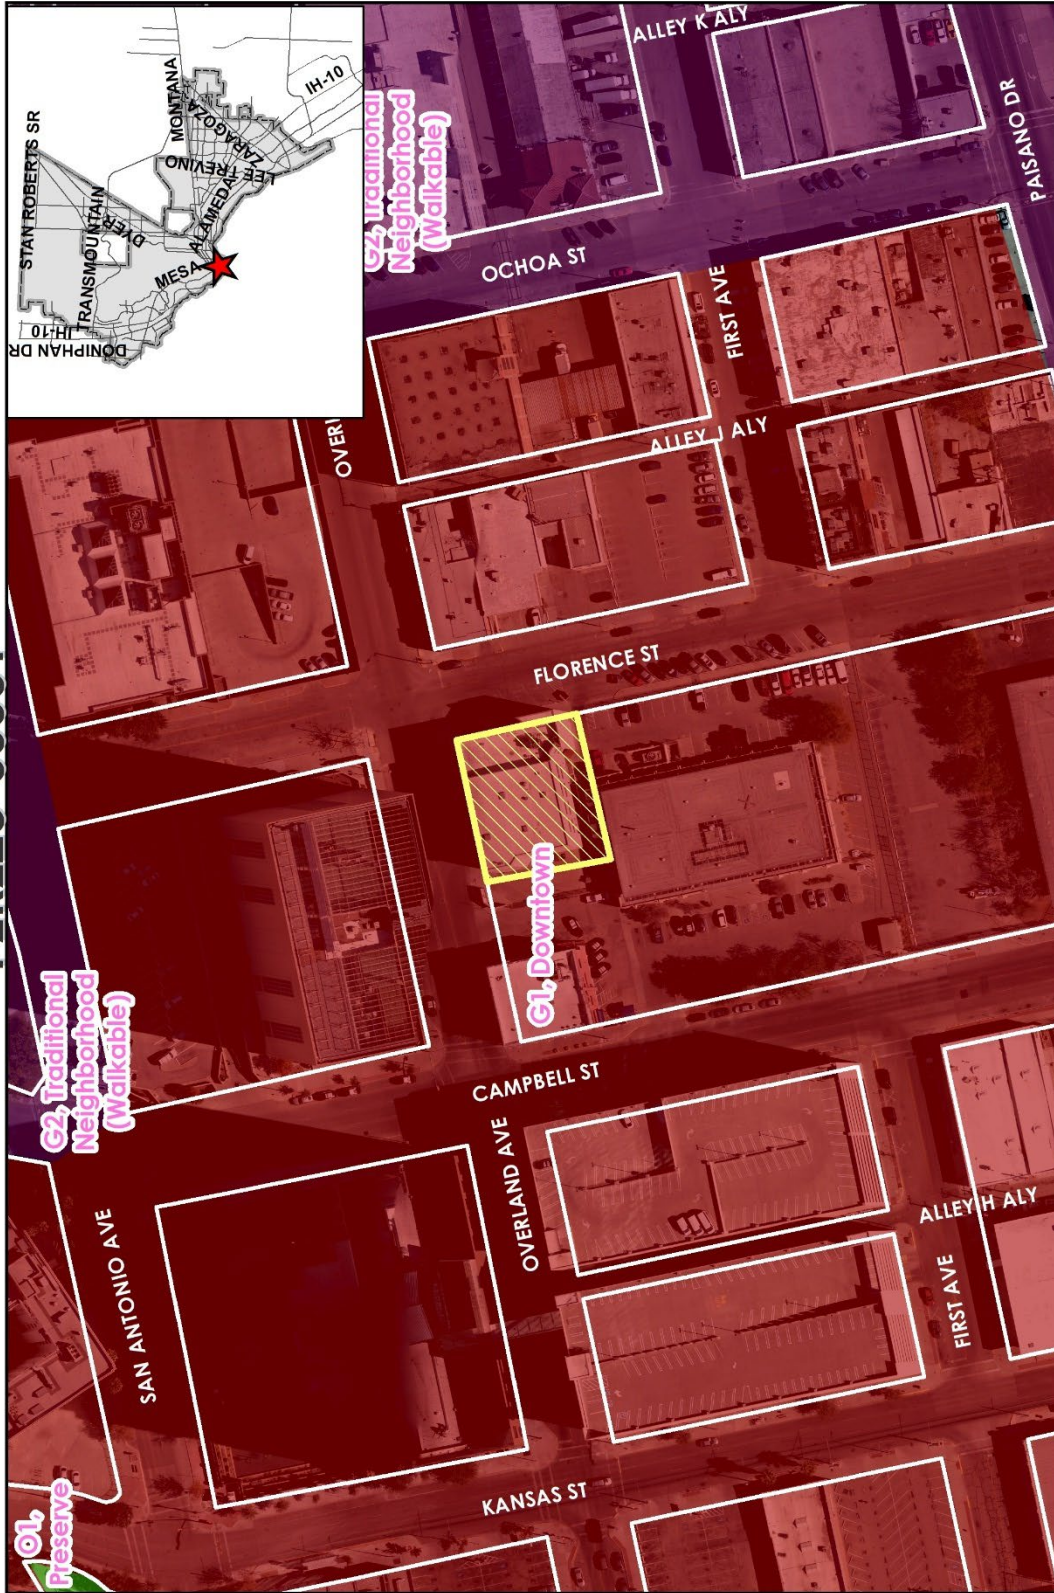 STAN ROBERTS SR
MONTANA
IH-10
TRANSMOUNTAIN
DYER
LEE TREVINO
ZARAGOZA
ALAMEDA
MESA
IH-10
DONIPHAN DR
ALLEY K ALY
PAISANO DR
G2, Traditional
Neighborhood
(Walkable)
OCHOA ST
FIRST AVE
ALLEY J ALY
FLORENCE ST
G1, Downtown
G2, Traditional
Neighborhood
(Walkable)
CAMPBELL ST
OVERLAND AVE
SAN ANTONIO AVE
ALLEY H ALY
FIRST AVE
KANSAS ST
O1,
Preserve